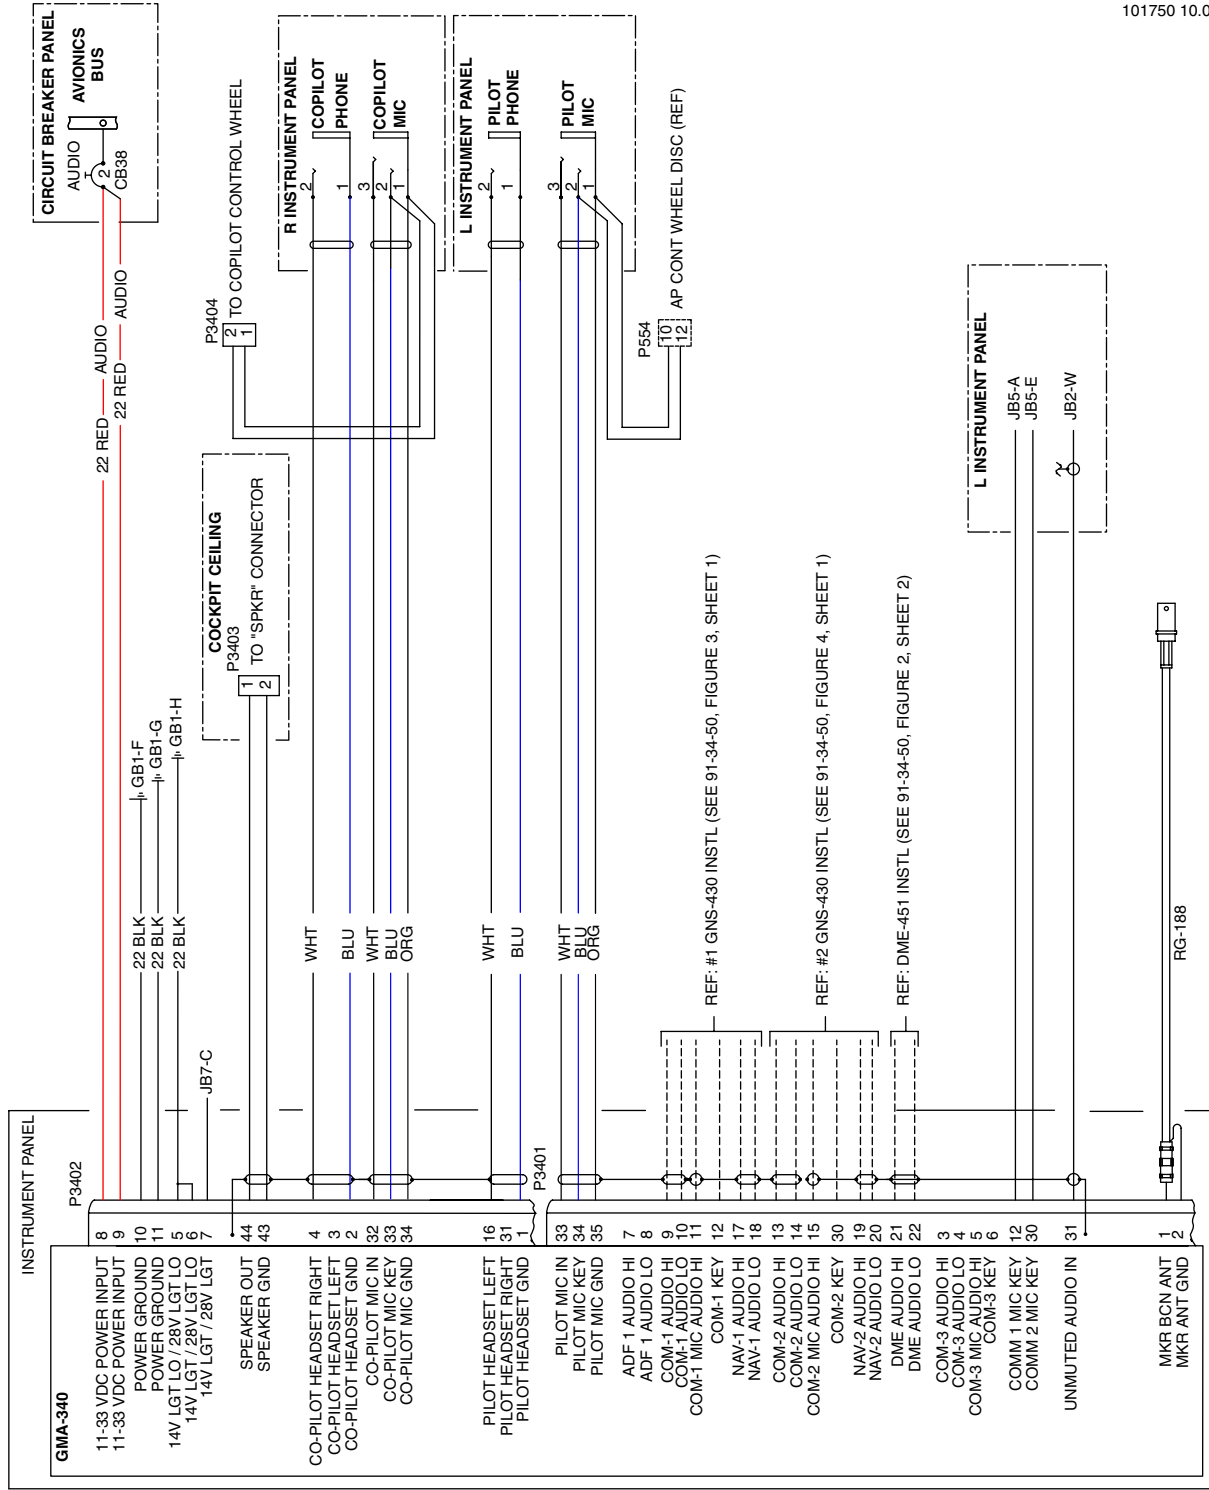 101750 10.0
INSTRUMENT PANEL
GMA-340
P3402
11-33 VDC POWER INPUT 8
11-33 VDC POWER INPUT 9
POWER GROUND 10
POWER GROUND 11
14V LGT LO / 28V LGT LO 5
14V LGT / 28V LGT LO 6
14V LGT / 28V LGT 7
SPEAKER OUT 44
SPEAKER GND 43
CO-PILOT HEADSET RIGHT 4
CO-PILOT HEADSET LEFT 3
CO-PILOT HEADSET GND 2
CO-PILOT MIC IN 32
CO-PILOT MIC KEY 33
CO-PILOT MIC GND 34
PILOT HEADSET LEFT 16
PILOT HEADSET RIGHT 31
PILOT HEADSET GND 1
P3401
PILOT MIC IN 33
PILOT MIC KEY 34
PILOT MIC GND 35
ADF 1 AUDIO HI 7
ADF 1 AUDIO LO 8
COM-1 AUDIO HI 9
COM-1 AUDIO LO 10
COM-1 MIC AUDIO HI 11
COM-1 KEY 12
NAV-1 AUDIO HI 17
NAV-1 AUDIO LO 18
COM-2 AUDIO HI 13
COM-2 AUDIO LO 14
COM-2 MIC AUDIO HI 15
COM-2 KEY 30
NAV-2 AUDIO HI 19
NAV-2 AUDIO LO 20
DME AUDIO HI 21
DME AUDIO LO 22
COM-3 AUDIO HI 3
COM-3 AUDIO LO 4
COM-3 MIC AUDIO HI 5
COM-3 KEY 6
COMM 1 MIC KEY 12
COMM 2 MIC KEY 30
UNMUTED AUDIO IN 31
MKR BCN ANT 1
MKR ANT GND 2
22 RED AUDIO
22 RED AUDIO
CIRCUIT BREAKER PANEL
AUDIO
2
CB38
AVIONICS
BUS
22 BLK GB1-F
22 BLK GB1-G
22 BLK GB1-H
JB7-C
COCKPIT CEILING
P3403
1
2
TO "SPKR" CONNECTOR
WHT
BLU
WHT
BLU
ORG
P3404
2
1
TO COPILOT CONTROL WHEEL
R INSTRUMENT PANEL
2
1
COPILOT
PHONE
3
2
1
COPILOT
MIC
WHT
BLU
L INSTRUMENT PANEL
2
1
PILOT
PHONE
WHT
BLU
ORG
3
2
1
PILOT
MIC
P554
10
12
AP CONT WHEEL DISC (REF)
REF: #1 GNS-430 INSTL (SEE 91-34-50, FIGURE 3, SHEET 1)
REF: #2 GNS-430 INSTL (SEE 91-34-50, FIGURE 4, SHEET 1)
REF: DME-451 INSTL (SEE 91-34-50, FIGURE 2, SHEET 2)
L INSTRUMENT PANEL
JB5-A
JB5-E
JB2-W
RG-188